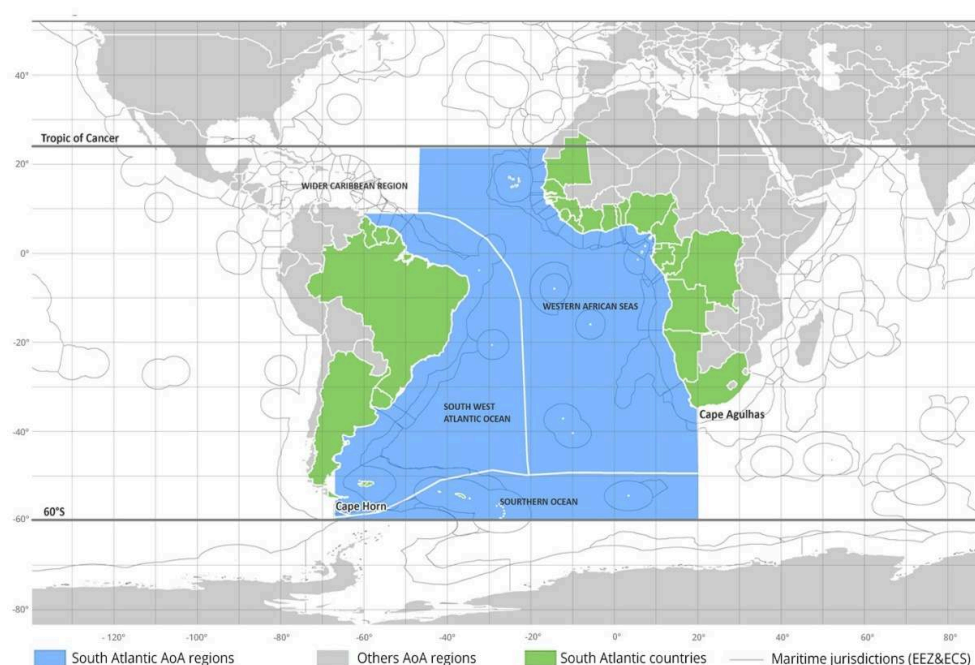 40°
Tropic of Cancer
20°
WIDER CARIBBEAN REGION
0°
WESTERN AFRICAN SEAS
-20°
SOUTH WEST
ATLANTIC OCEAN
Cape Agulhas
-40°
SOURTHERN OCEAN
Cape Horn
60°S
-60°
-80°
-120° -100° -80° -60° -40° -20° 0° 20° 40° 60° 80°
South Atlantic AoA regions Others AoA regions South Atlantic countries Maritime jurisdictions (EEZ&ECS)